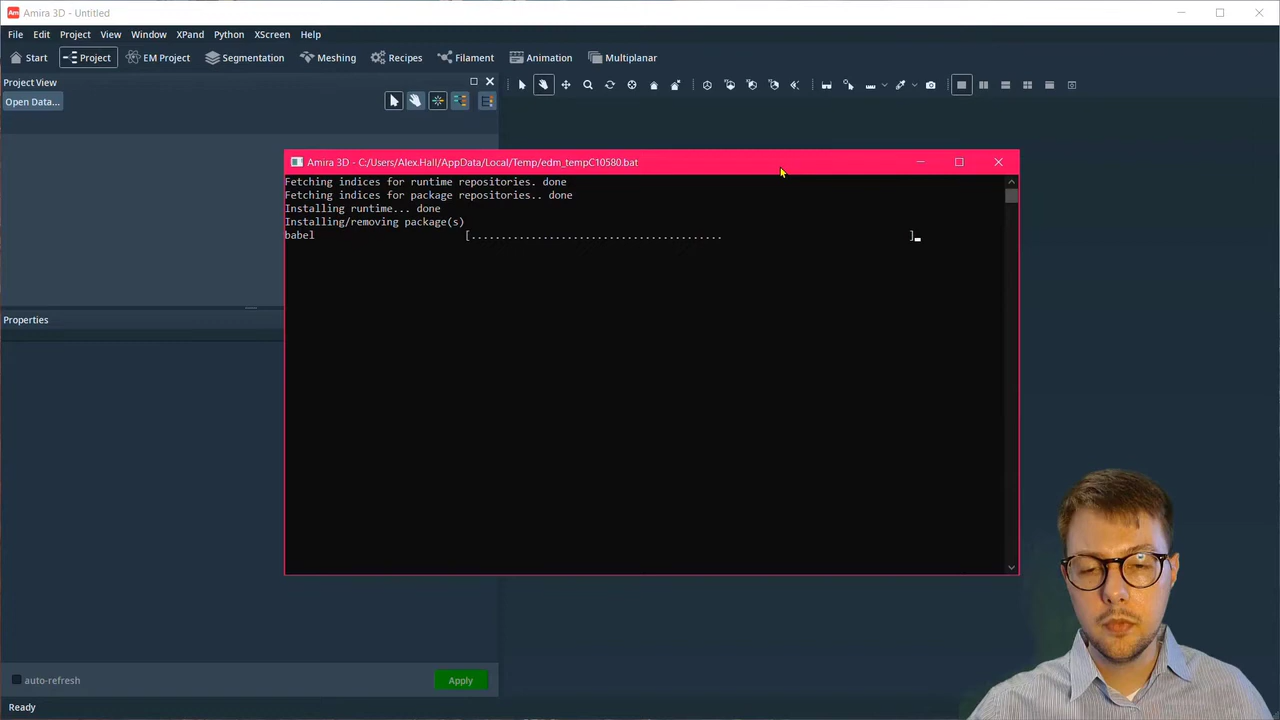 Am Amira 3D - Untitled
File Edit Project View Window XPand Python XScreen Help
Start Project EM Project Segmentation Meshing Recipes Filament Animation Multiplanar
Project View
Open Data...
Amira 3D - C:/Users/Alex.Hall/AppData/Local/Temp/edm_tempC10580.bat
Fetching indices for runtime repositories. done
Fetching indices for package repositories.. done
Installing runtime... done
Installing/removing package(s)
babel [.......................................... ]
Properties
auto-refresh Apply
Ready